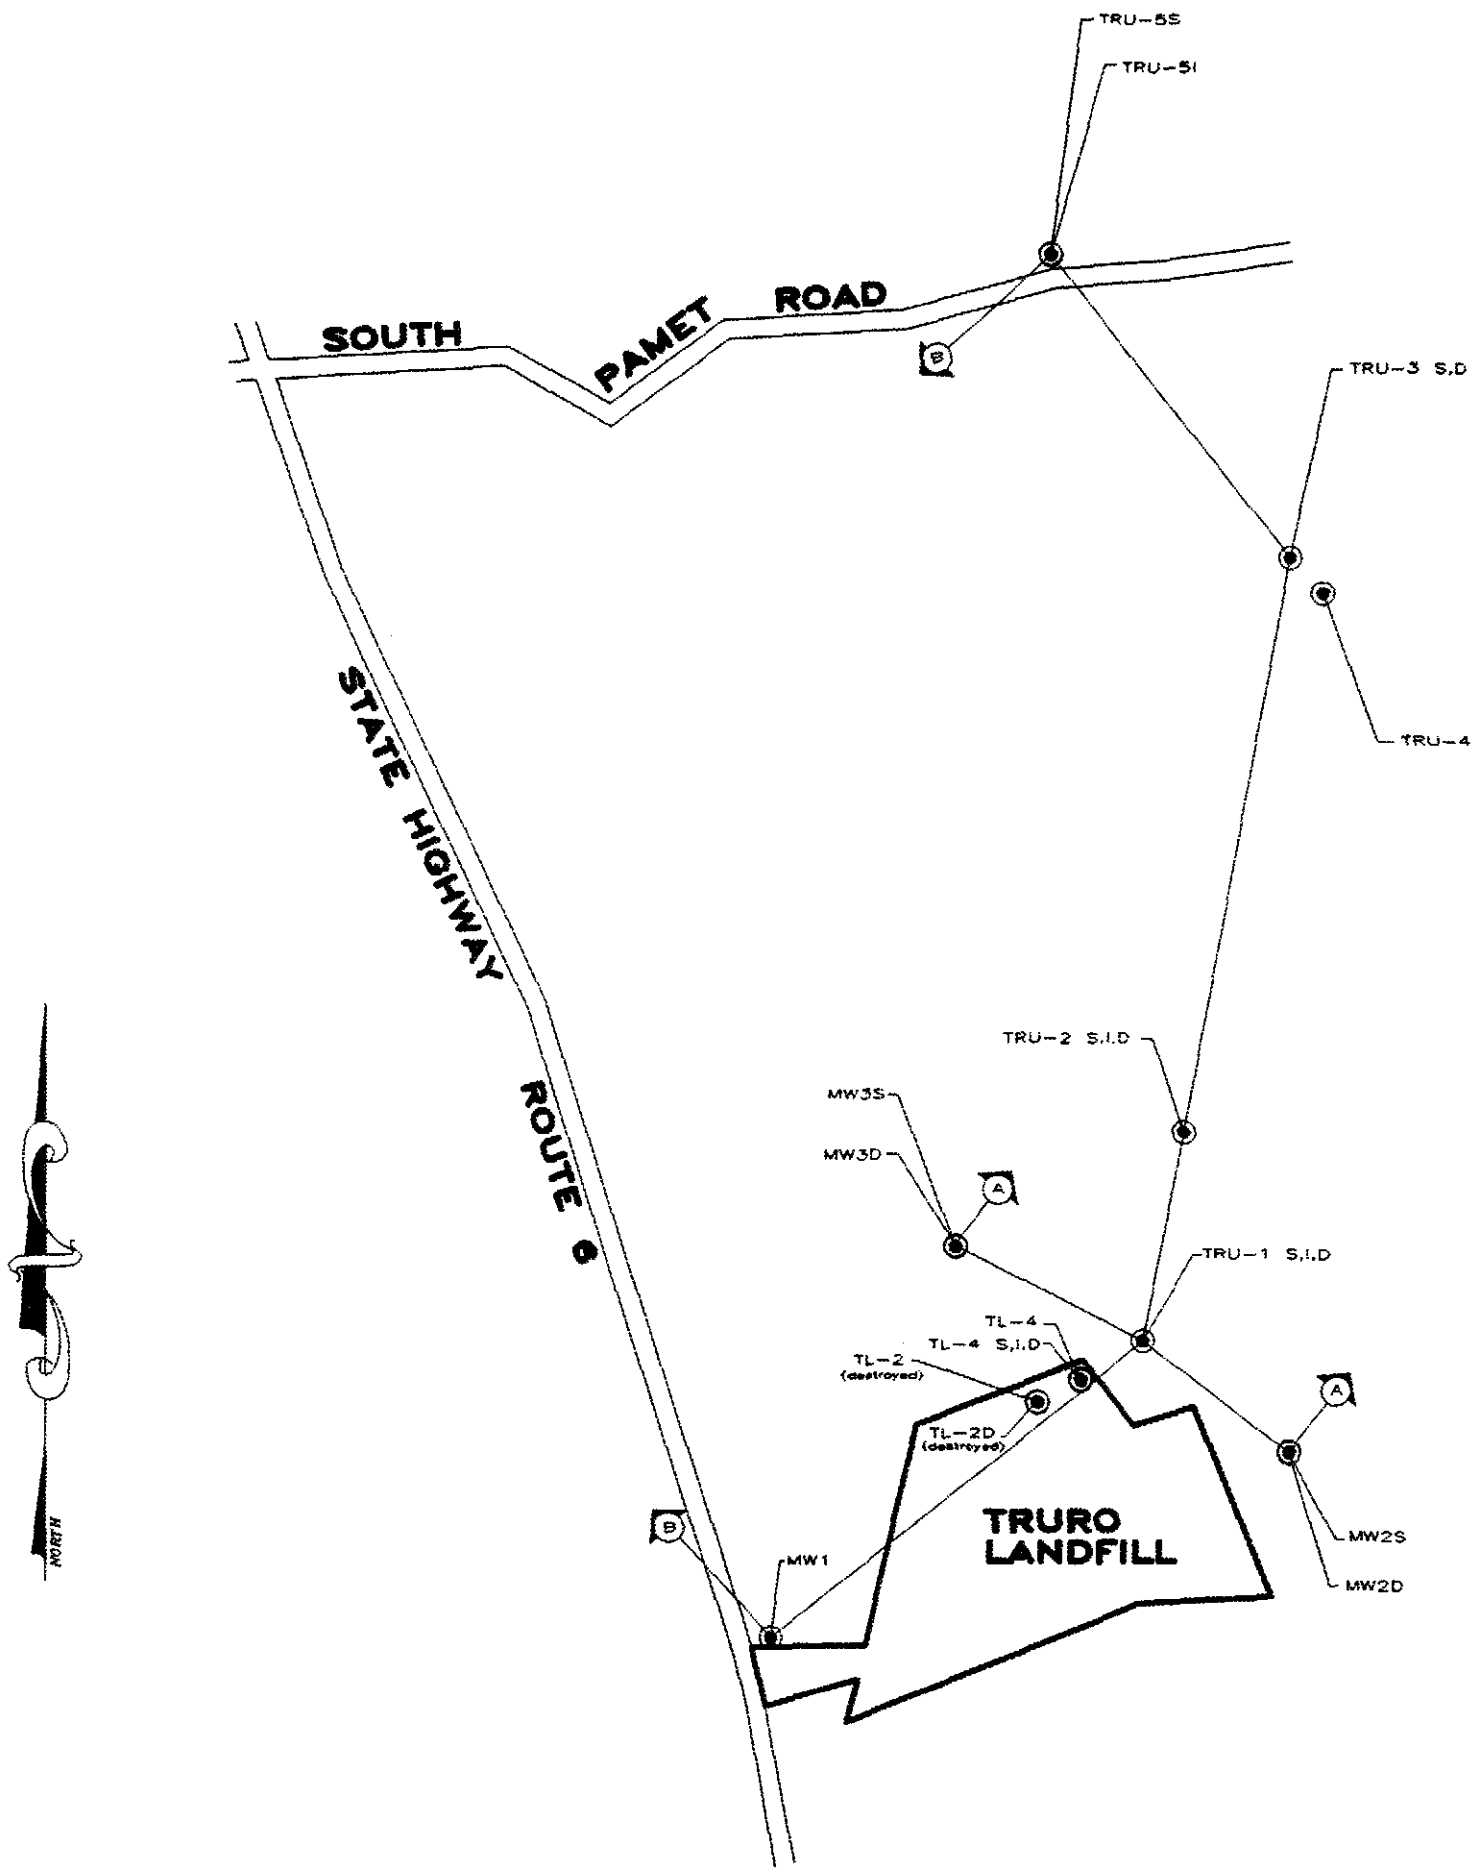 TRU-5S
TRU-5I
SOUTH PAMET ROAD
B
TRU-3 S,D
TRU-4
STATE HIGHWAY ROUTE 6
TRU-2 S,I,D
MW3S
MW3D
A
TRU-1 S,I,D
TL-4
TL-4 S,I,D
TL-2
(destroyed)
A
TL-2D
(destroyed)
TRURO
LANDFILL
B
MW1
MW2S
MW2D
NORTH